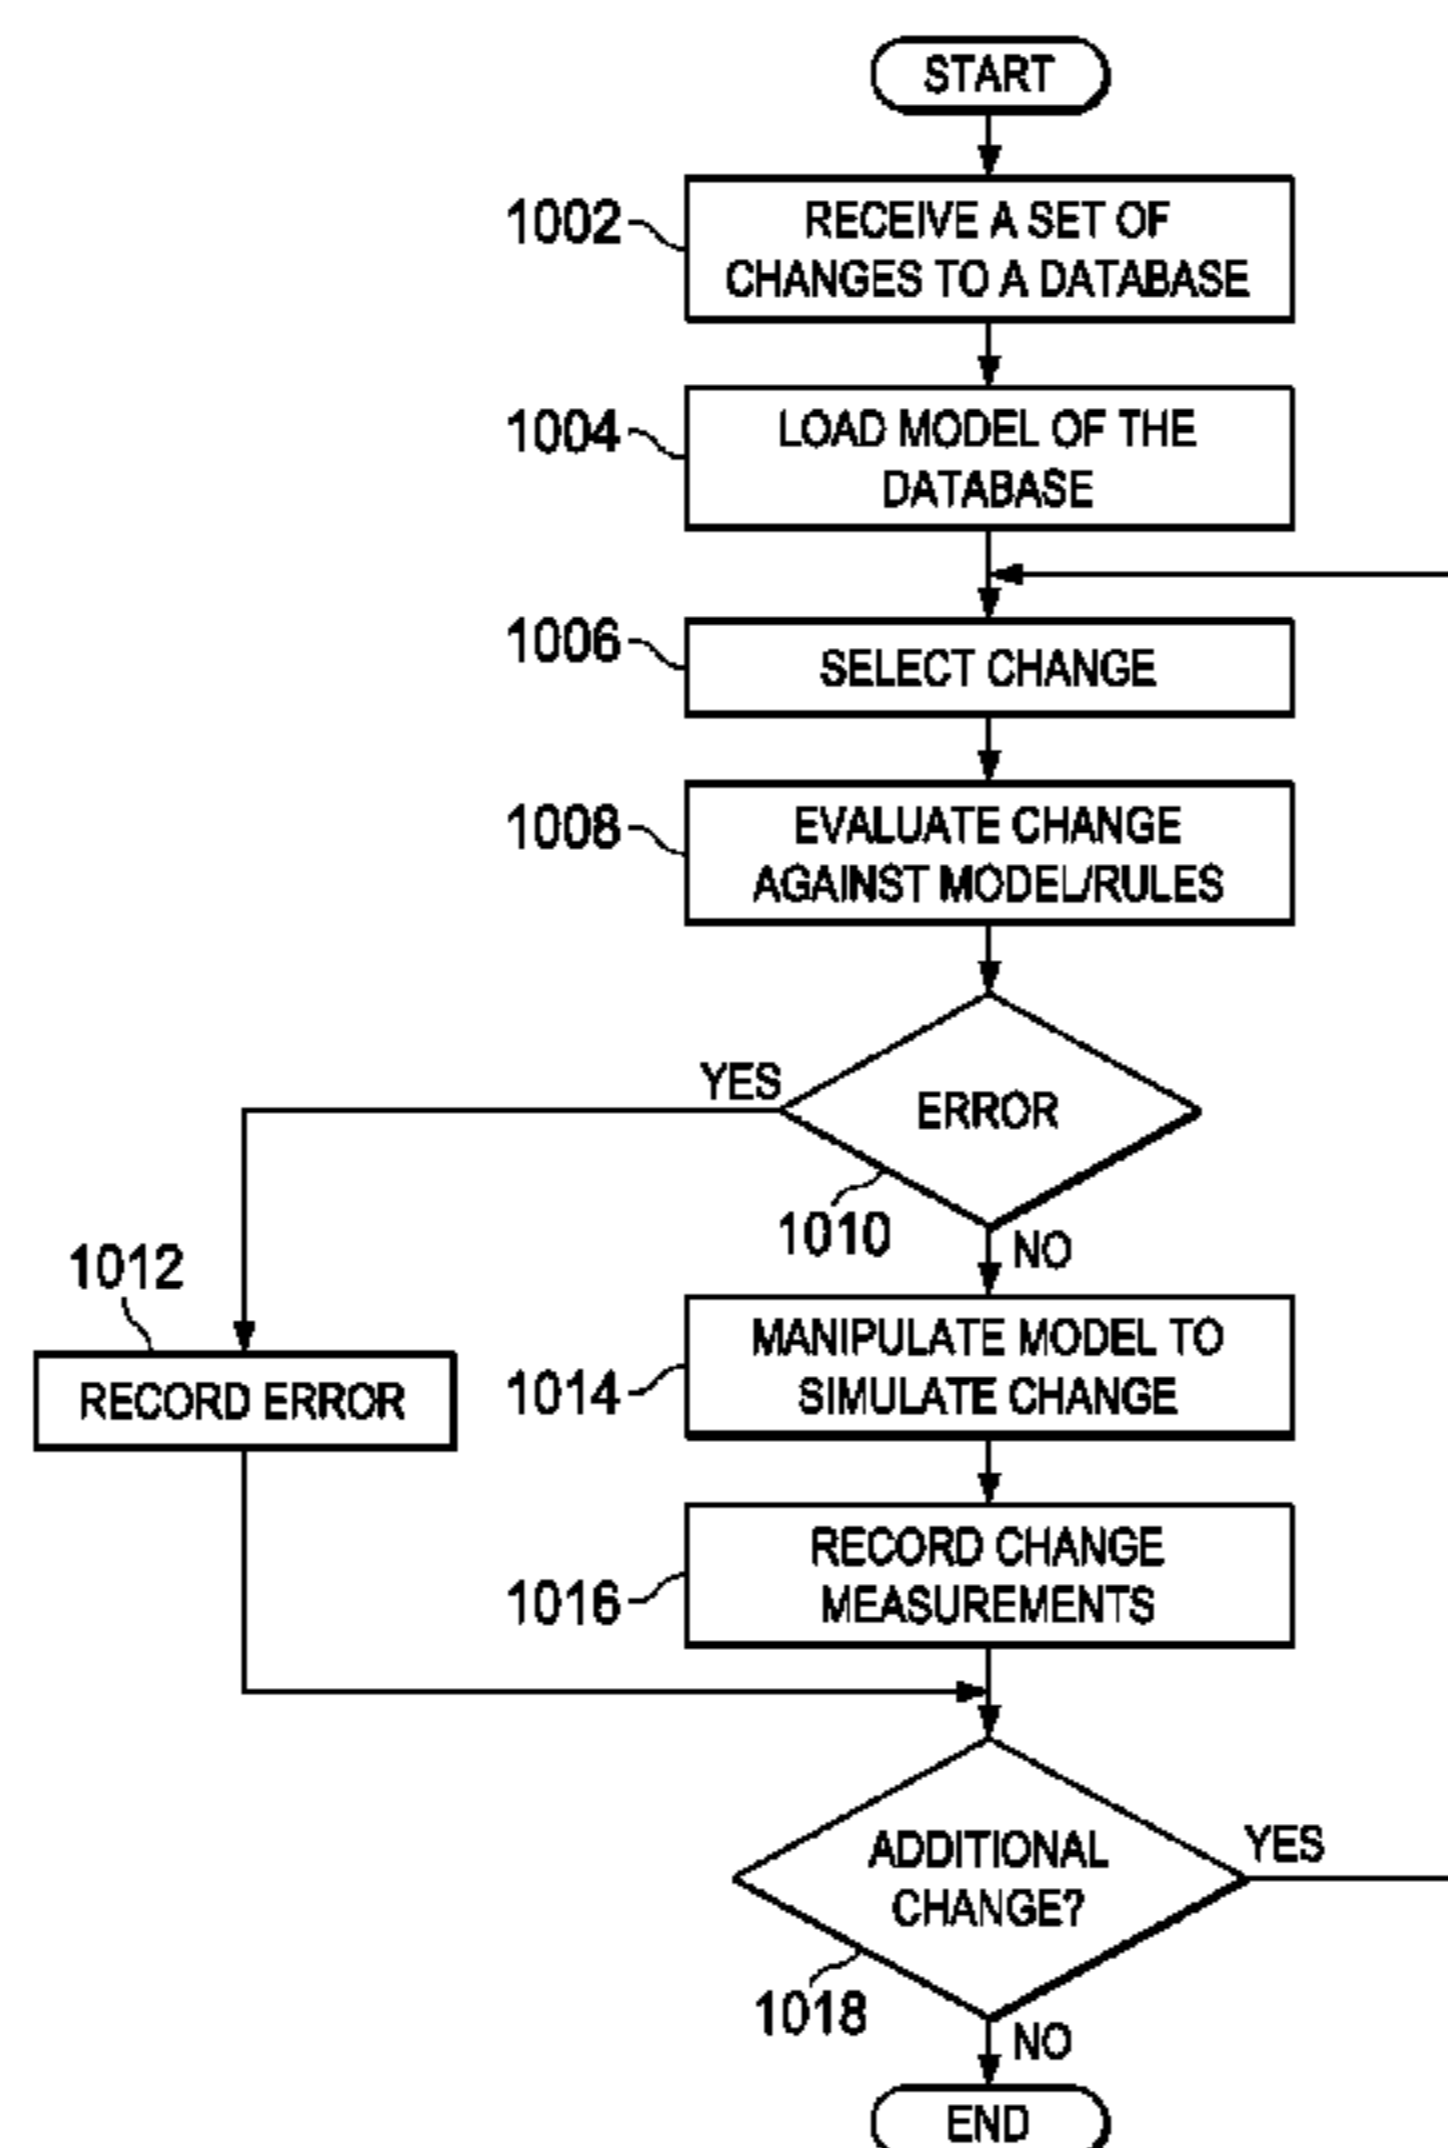 START
1002
RECEIVE A SET OF
CHANGES TO A DATABASE
1004
LOAD MODEL OF THE
DATABASE
1006
SELECT CHANGE
1008
EVALUATE CHANGE
AGAINST MODEL/RULES
YES
ERROR
1010
NO
1012
RECORD ERROR
MANIPULATE MODEL TO
SIMULATE CHANGE
1014
RECORD CHANGE
MEASUREMENTS
1016
ADDITIONAL
CHANGE?
YES
1018
NO
END